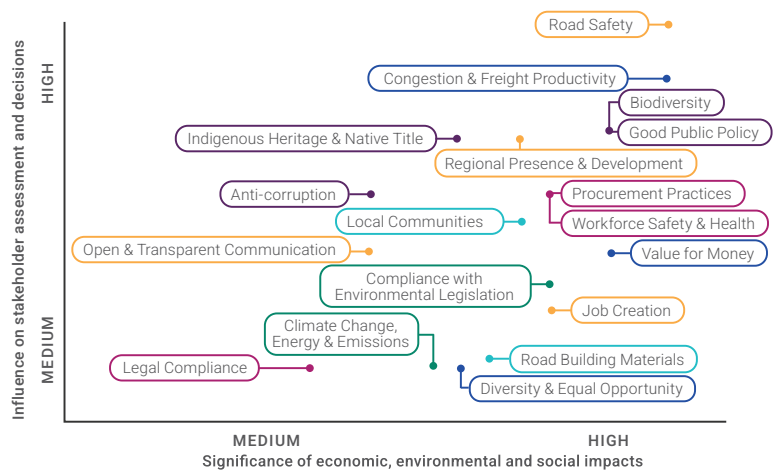 Road Safety
Congestion & Freight Productivity
Biodiversity
Good Public Policy
Indigenous Heritage & Native Title
Regional Presence & Development
Anti-corruption
Procurement Practices
Local Communities
Workforce Safety & Health
Open & Transparent Communication
Value for Money
Compliance with
Environmental Legislation
Job Creation
Climate Change,
Energy & Emissions
Road Building Materials
Legal Compliance
Diversity & Equal Opportunity
Influence on stakeholder assessment and decisions
HIGH
MEDIUM
MEDIUM
HIGH
Significance of economic, environmental and social impacts